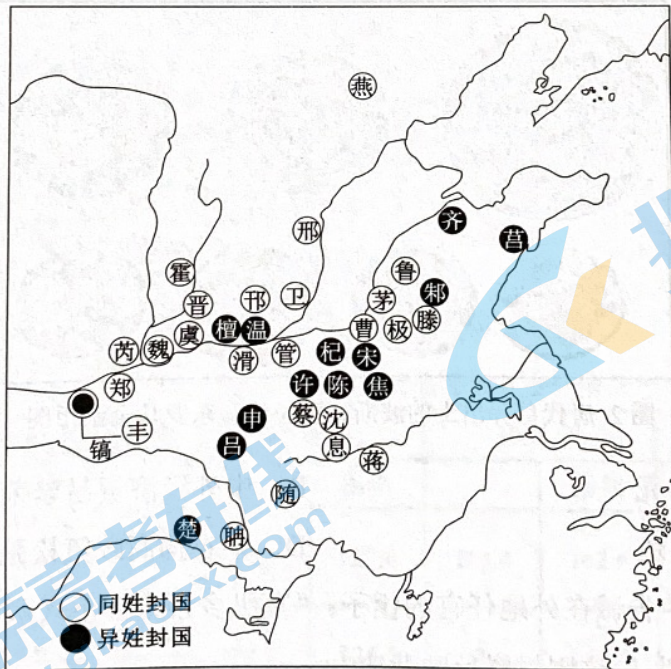 燕
邢
齐
莒
霍
鲁
邾
晋
邘
卫
茅
滕
虞
檀
温
曹
极
芮
魏
滑
管
杞
宋
郑
许
陈
焦
蔡
沈
申
丰
镐
吕
息
蒋
随
楚
聃
同姓封国
异姓封国